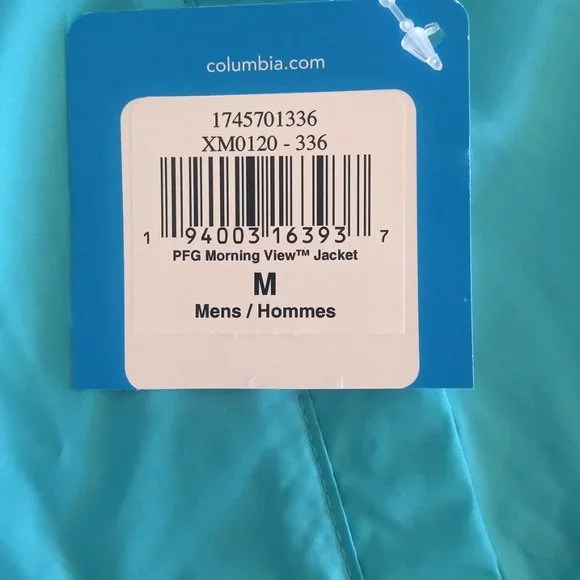 columbia.com
1745701336
XM0120 - 336
1 94003 16393 7
PFG Morning View™ Jacket
M
Mens / Hommes